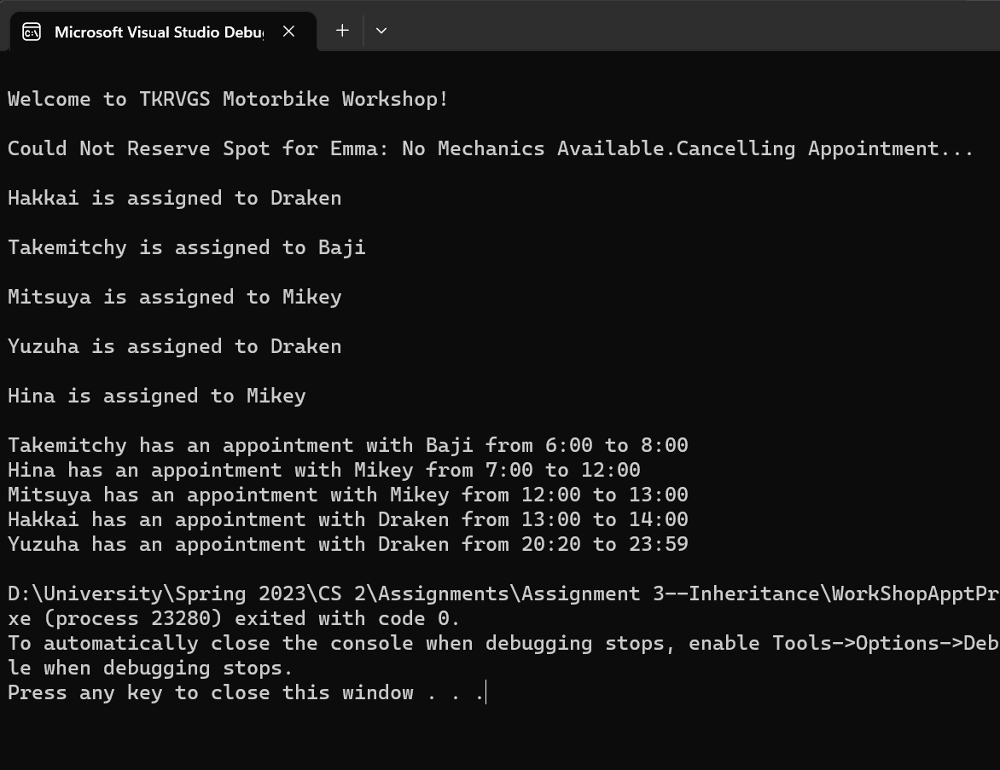 Microsoft Visual Studio Debu
Welcome to TKRVGS Motorbike Workshop!
Could Not Reserve Spot for Emma: No Mechanics Available.Cancelling Appointment...
Hakkai is assigned to Draken
Takemitchy is assigned to Baji
Mitsuya is assigned to Mikey
Yuzuha is assigned to Draken
Hina is assigned to Mikey
Takemitchy has an appointment with Baji from 6:00 to 8:00
Hina has an appointment with Mikey from 7:00 to 12:00
Mitsuya has an appointment with Mikey from 12:00 to 13:00
Hakkai has an appointment with Draken from 13:00 to 14:00
Yuzuha has an appointment with Draken from 20:20 to 23:59
D:\University\Spring 2023\CS 2\Assignments\Assignment 3--Inheritance\WorkShopApptPr
xe (process 23280) exited with code 0.
To automatically close the console when debugging stops, enable Tools->Options->Deb
le when debugging stops.
Press any key to close this window . . .